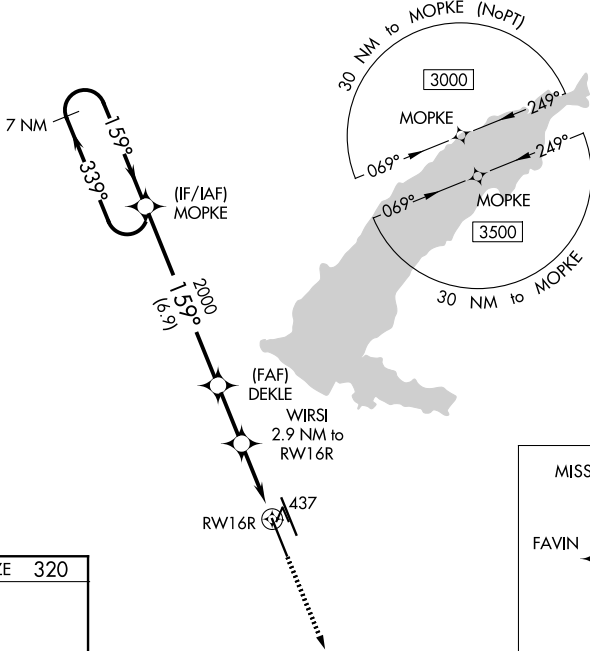 30 NM to MOPKE (NoPT)
3000
MOPKE
249°
069°
249°
069°
MOPKE
3500
30 NM to MOPKE
7 NM
159°
339°
(IF/IAF)
MOPKE
2000
159°
(6.9)
(FAF)
DEKLE
WIRSI
2.9 NM to
RW16R
437
RW16R
MISS
FAVIN
ZE 320